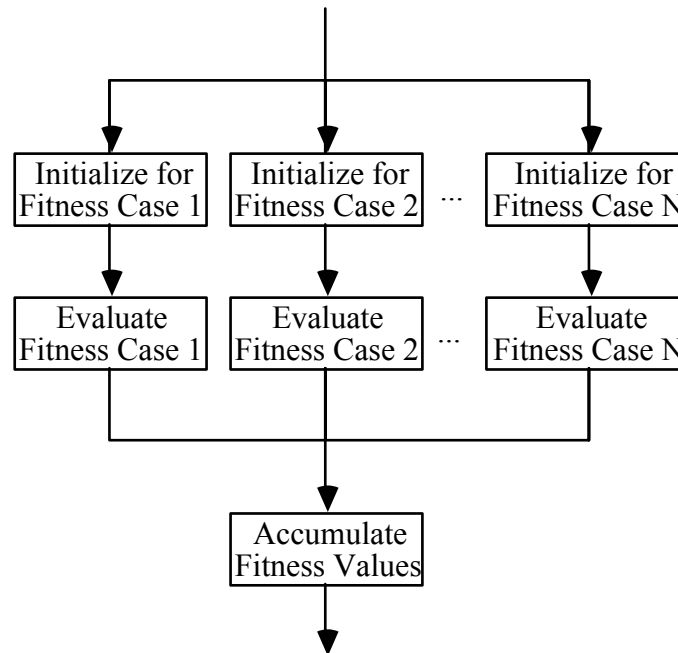 Initialize for
Fitness Case 1
Initialize for
Fitness Case 2
...
Initialize for
Fitness Case N
Evaluate
Fitness Case 1
Evaluate
Fitness Case 2
...
Evaluate
Fitness Case N
Accumulate
Fitness Values